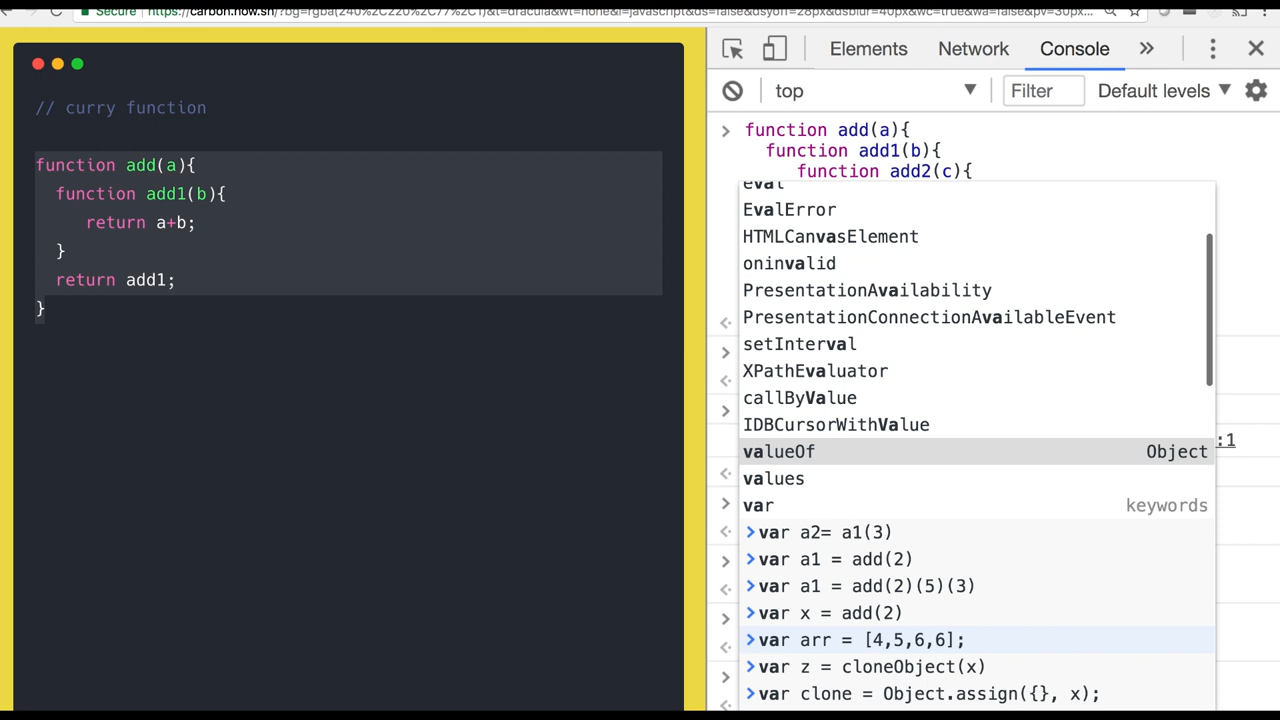 Secure https://carbon.now.sh/?bg=rgba(240%2C220%2C77%2C1)&t=dracula&wt=none&l=javascript&ds=false&dsyoff=28px&dsblur=40px&wc=true&wa=false&pv=30px...
// curry function
function add(a){
function add1(b){
return a+b;
}
return add1;
}
Elements Network Console »
top Filter Default levels
function add(a){
function add1(b){
function add2(c){
eval
EvalError
HTMLCanvasElement
oninvalid
PresentationAvailability
PresentationConnectionAvailableEvent
setInterval
XPathEvaluator
callByValue
IDBCursorWithValue
:1
valueOf Object
values
var keywords
>var a2= a1(3)
>var a1 = add(2)
>var a1 = add(2)(5)(3)
>var x = add(2)
>var arr = [4,5,6,6];
>var z = cloneObject(x)
>var clone = Object.assign({}, x);